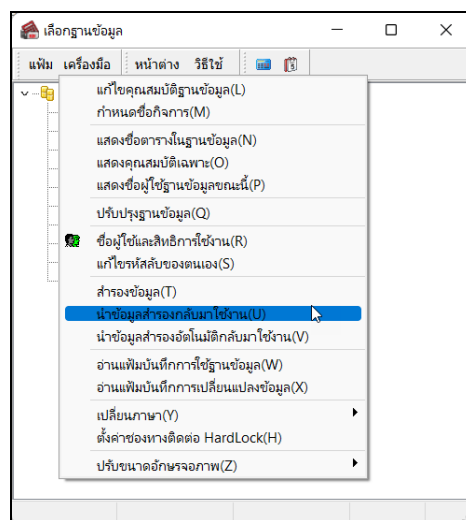 เลือกฐานข้อมูล
แฟ้ม เครื่องมือ หน้าต่าง วิธีใช้
แก้ไขคุณสมบัติฐานข้อมูล(L)
กำหนดชื่อกิจการ(M)
แสดงชื่อตารางในฐานข้อมูล(N)
แสดงคุณสมบัติเฉพาะ(O)
แสดงชื่อผู้ใช้ฐานข้อมูลขณะนี้(P)
ปรับปรุงฐานข้อมูล(Q)
ชื่อผู้ใช้และสิทธิการใช้งาน(R)
แก้ไขรหัสลับของตนเอง(S)
สำรองข้อมูล(T)
นำข้อมูลสำรองกลับมาใช้งาน(U)
นำข้อมูลสำรองอัตโนมัติกลับมาใช้งาน(V)
อ่านแฟ้มบันทึกการใช้ฐานข้อมูล(W)
อ่านแฟ้มบันทึกการเปลี่ยนแปลงข้อมูล(X)
เปลี่ยนภาษา(Y)
ตั้งค่าช่องทางติดต่อ HardLock(H)
ปรับขนาดอักษรจอภาพ(Z)